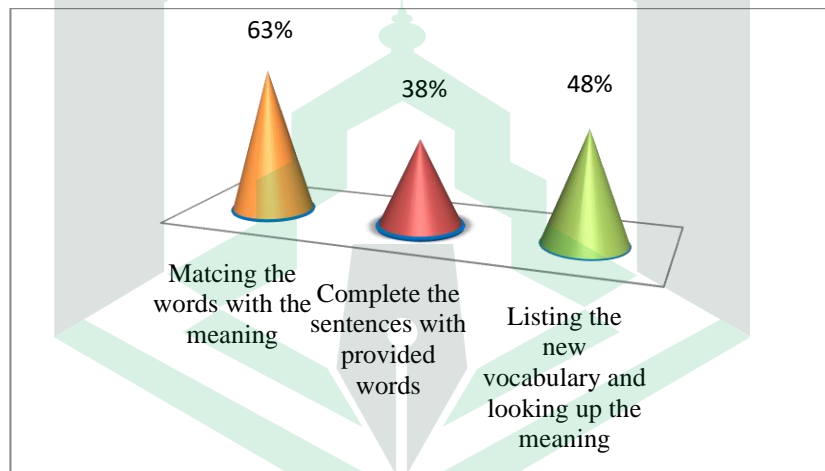 63%
38%
48%
Matcing the
words with the
meaning
Complete the
sentences with
provided
words
Listing the
new
vocabulary and
looking up the
meaning